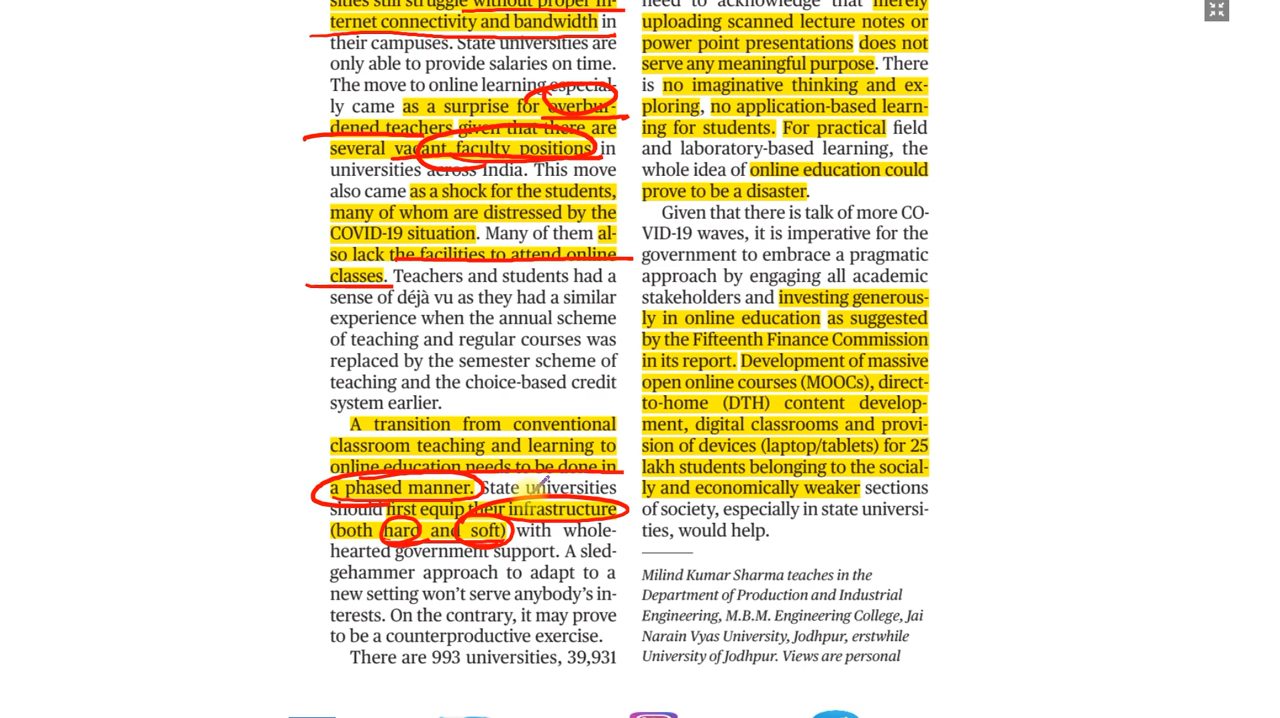 sities still struggle without proper in-
ternet connectivity and bandwidth in
their campuses. State universities are
only able to provide salaries on time.
The move to online learning especial-
ly came as a surprise for overbur-
dened teachers given that there are
several vacant faculty positions in
universities across India. This move
also came as a shock for the students,
many of whom are distressed by the
COVID-19 situation. Many of them al-
so lack the facilities to attend online
classes. Teachers and students had a
sense of déjà vu as they had a similar
experience when the annual scheme
of teaching and regular courses was
replaced by the semester scheme of
teaching and the choice-based credit
system earlier.
A transition from conventional
classroom teaching and learning to
online education needs to be done in
a phased manner. State universities
should first equip their infrastructure
(both hard and soft) with whole-
hearted government support. A sled-
gehammer approach to adapt to a
new setting won't serve anybody's in-
terests. On the contrary, it may prove
to be a counterproductive exercise.
There are 993 universities, 39,931
need to acknowledge that merely
uploading scanned lecture notes or
power point presentations does not
serve any meaningful purpose. There
is no imaginative thinking and ex-
ploring, no application-based learn-
ing for students. For practical field
and laboratory-based learning, the
whole idea of online education could
prove to be a disaster.
Given that there is talk of more CO-
VID-19 waves, it is imperative for the
government to embrace a pragmatic
approach by engaging all academic
stakeholders and investing generous-
ly in online education as suggested
by the Fifteenth Finance Commission
in its report. Development of massive
open online courses (MOOCs), direct-
to-home (DTH) content develop-
ment, digital classrooms and provi-
sion of devices (laptop/tablets) for 25
lakh students belonging to the social-
ly and economically weaker sections
of society, especially in state universi-
ties, would help.
Milind Kumar Sharma teaches in the
Department of Production and Industrial
Engineering, M.B.M. Engineering College, Jai
Narain Vyas University, Jodhpur, erstwhile
University of Jodhpur. Views are personal